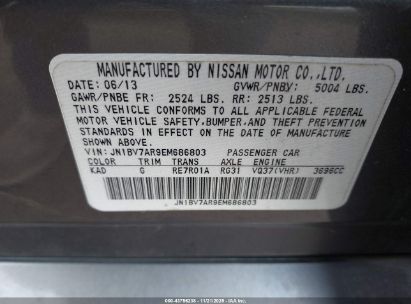 MANUFACTURED BY NISSAN MOTOR CO.,LTD.
DATE: 06/13 GVWR/PNBV: 5004 LBS.
GAWR/PNBE FR: 2524 LBS. RR: 2513 LBS.
THIS VEHICLE CONFORMS TO ALL APPLICABLE FEDERAL
MOTOR VEHICLE SAFETY,BUMPER,AND THEFT PREVENTION
STANDARDS IN EFFECT ON THE DATE OF MANUFACTURE
SHOWN ABOVE.
VIN: JN1BV7AR9EM686803 PASSENGER CAR
COLOR TRIM TRANS AXLE ENGINE
KAD G RE7R01A RG31 VQ37(VHR) 3696CC
JN1BV7AR9EM686803